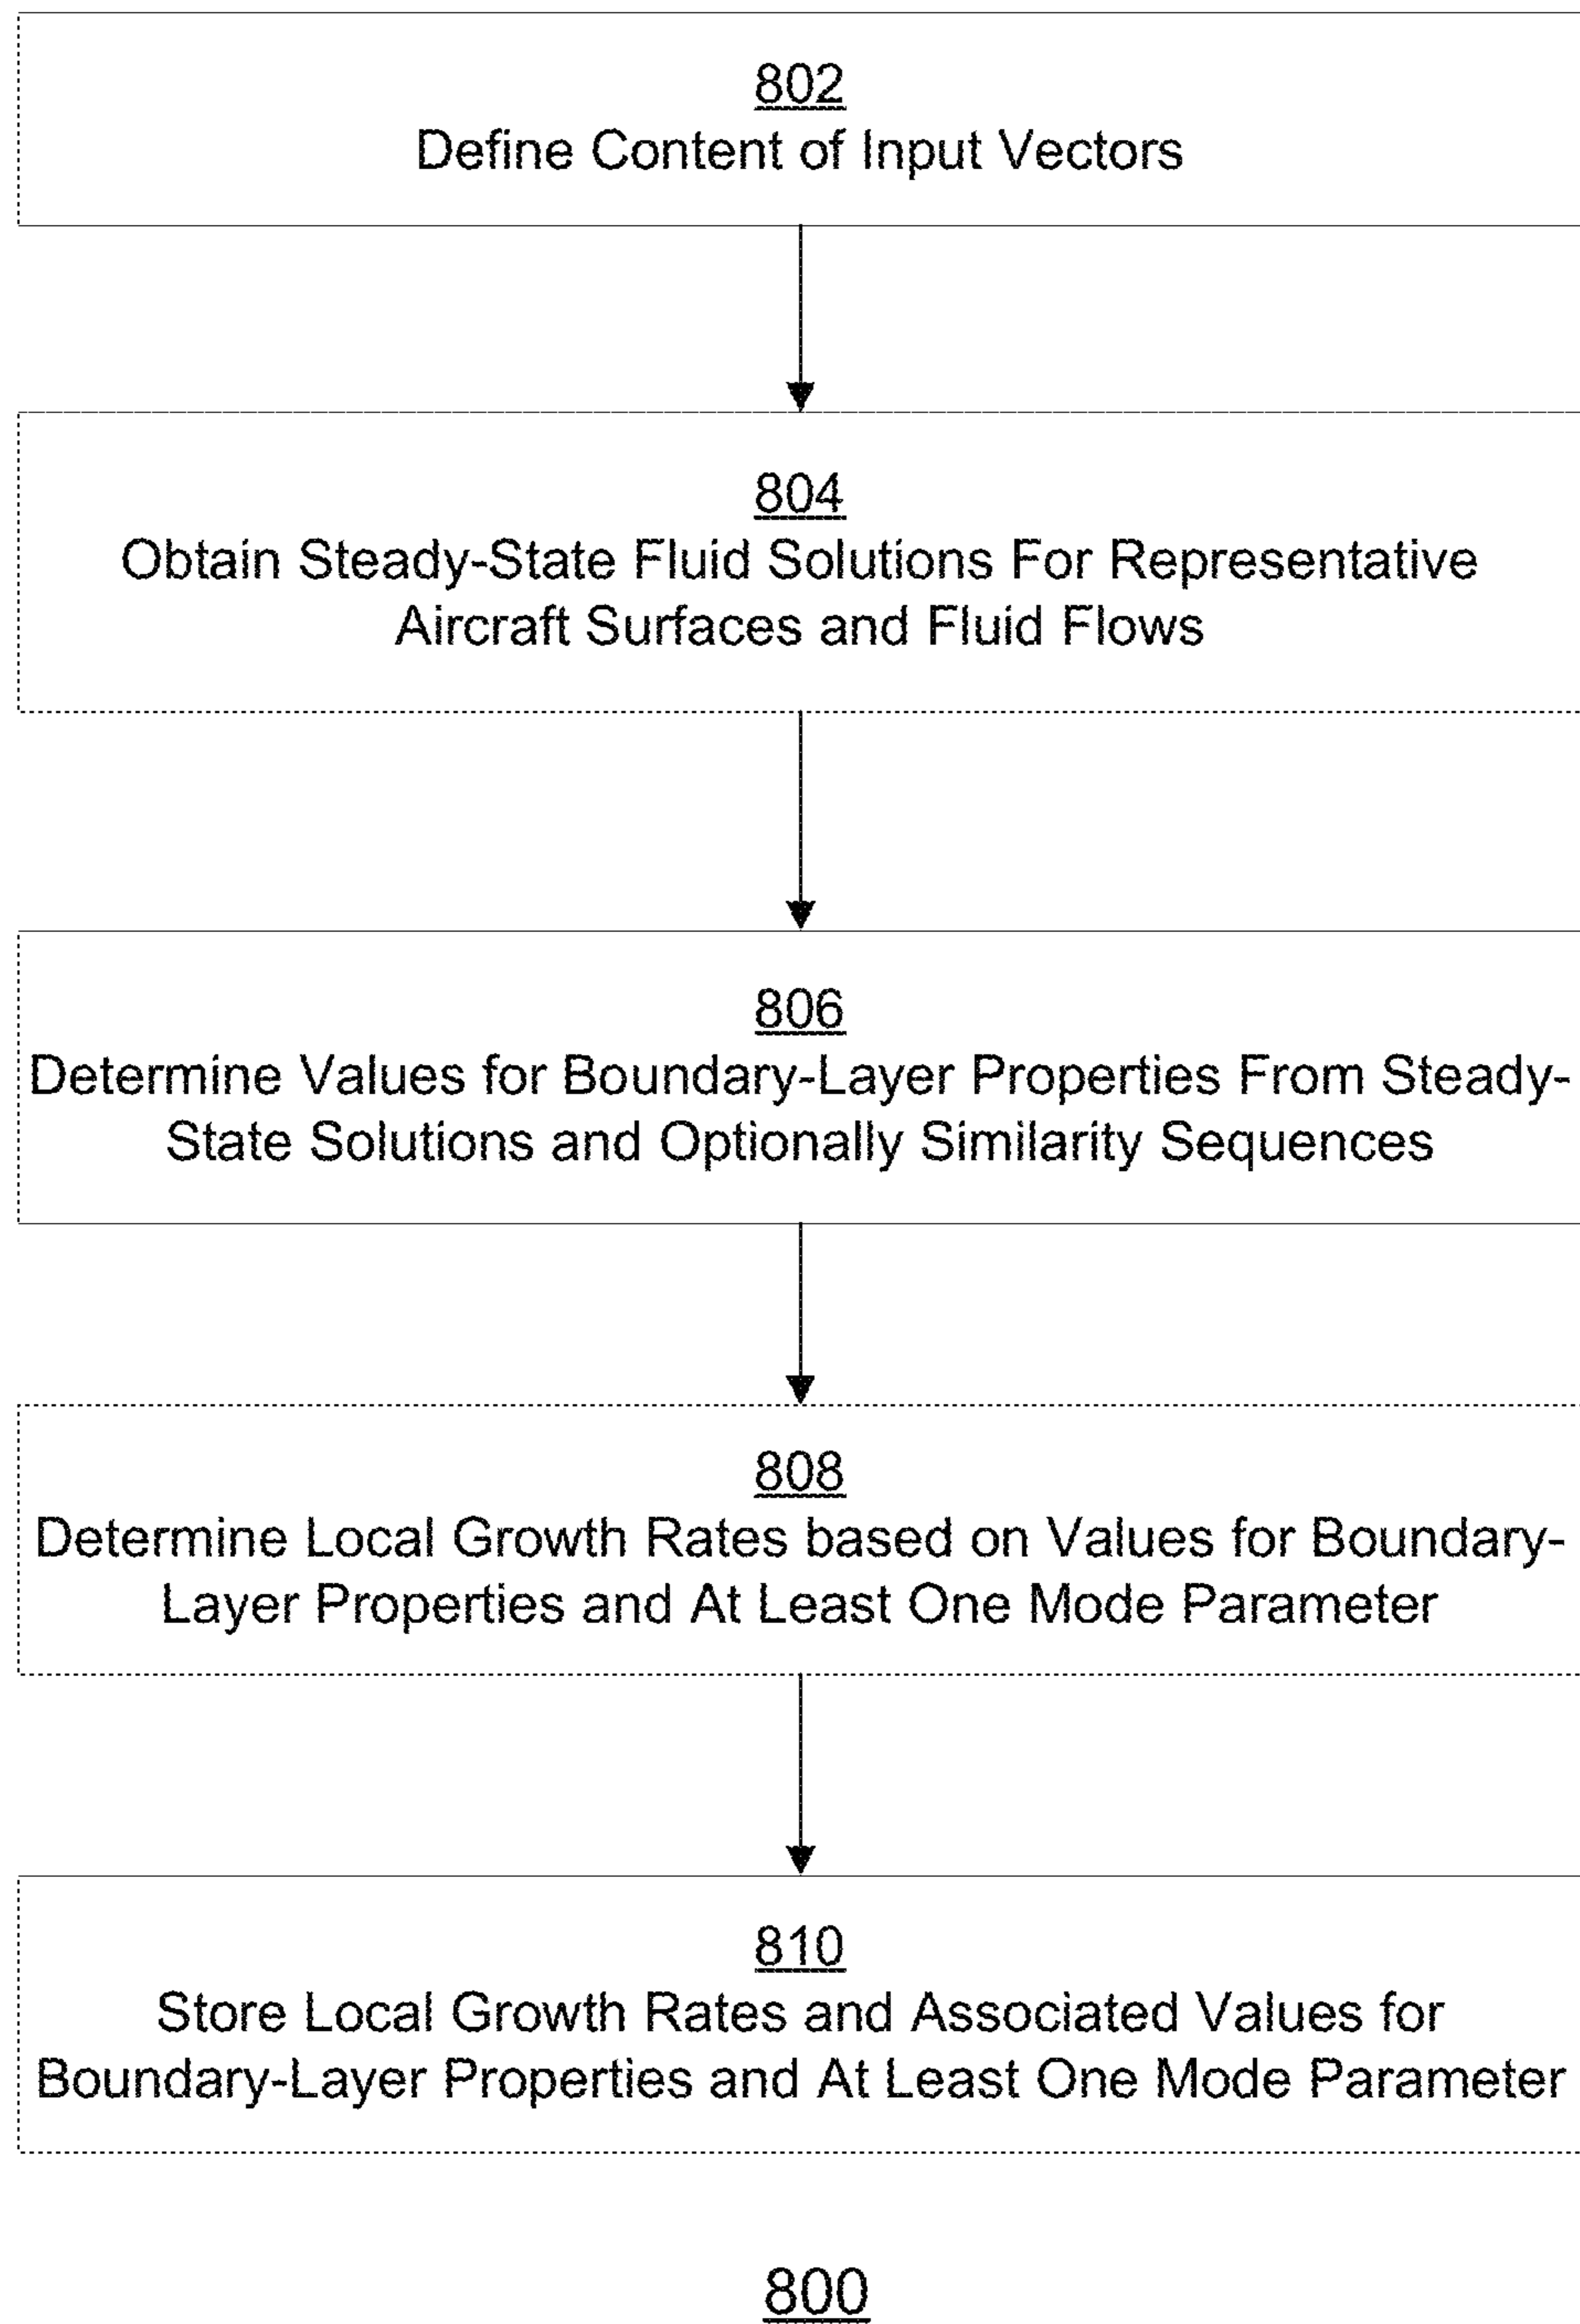 802
Define Content of Input Vectors
804
Obtain Steady-State Fluid Solutions For Representative
Aircraft Surfaces and Fluid Flows
806
Determine Values for Boundary-Layer Properties From Steady-
State Solutions and Optionally Similarity Sequences
808
Determine Local Growth Rates based on Values for Boundary-
Layer Properties and At Least One Mode Parameter
810
Store Local Growth Rates and Associated Values for
Boundary-Layer Properties and At Least One Mode Parameter
800